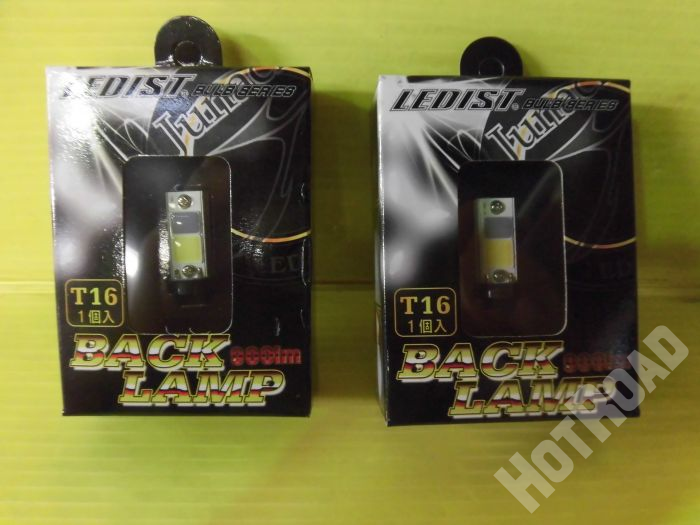 LEDIST. BULB SERIES
T16
1個入
BACK
LAMP
LEDIST. BULB SERIES
T16
1個入
BACK
LAMP
HOTROAD